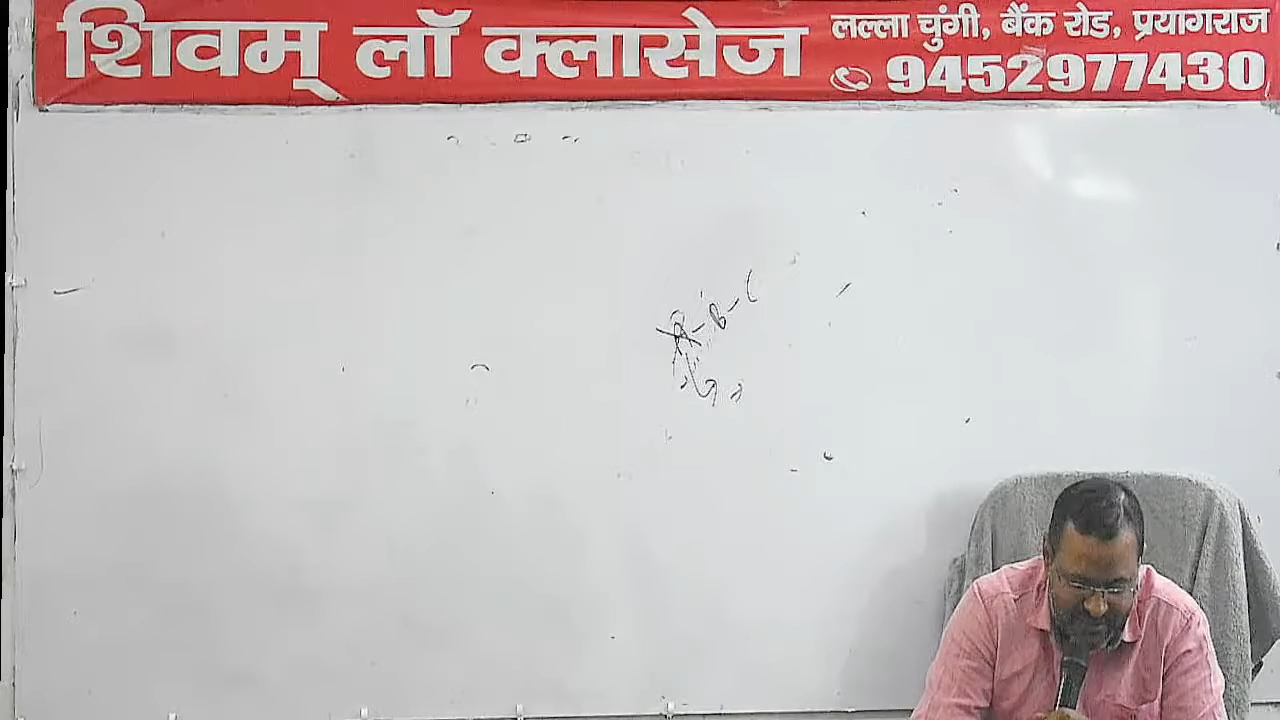 शिवम् लॉ क्लासेज
लल्ला चुंगी, बैंक रोड, प्रयागराज
9452977430
A-B-C